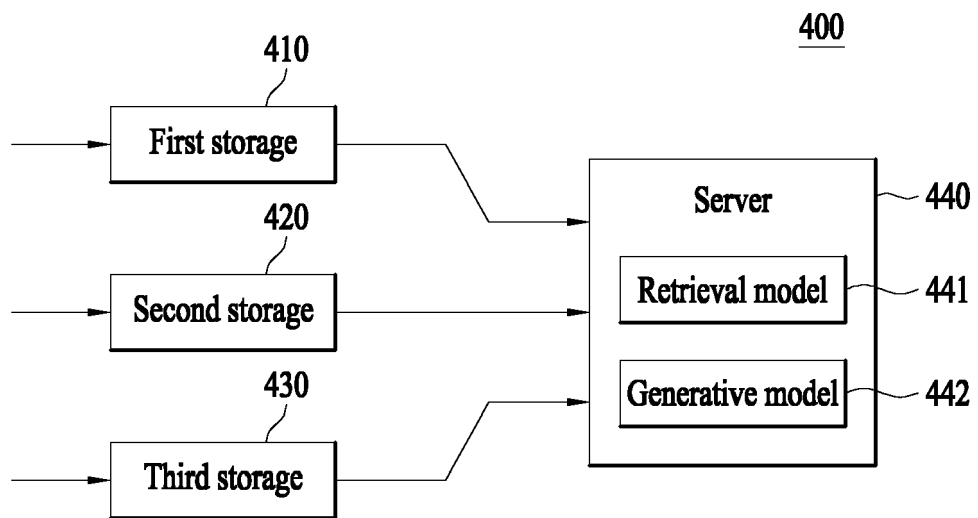 400
410
First storage
420
Second storage
430
Third storage
Server
440
Retrieval model
441
Generative model
442